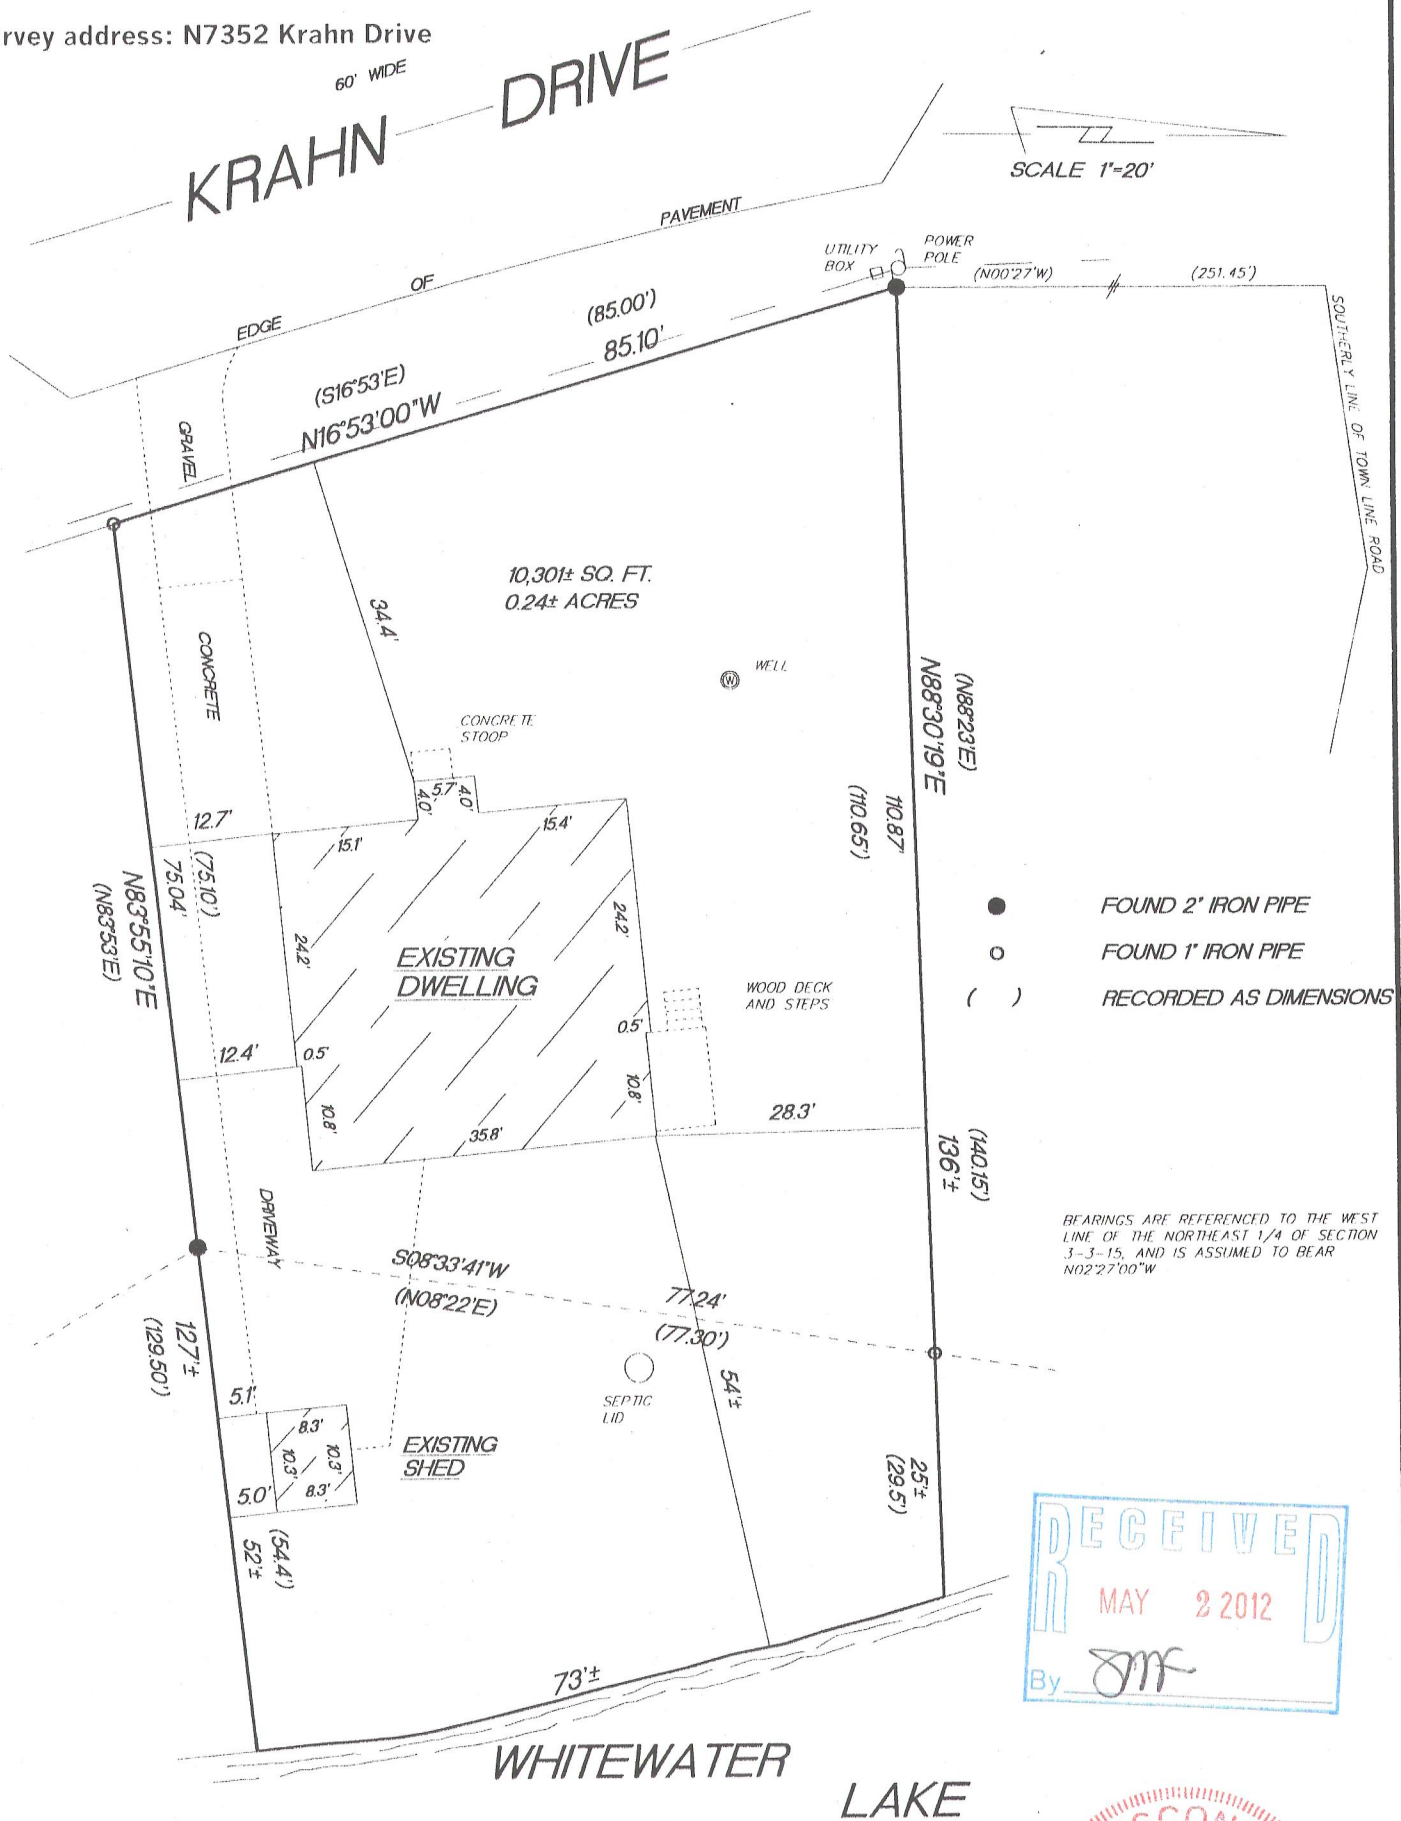 rvey address: N7352 Krahn Drive
60' WIDE
KRAHN DRIVE
SCALE 1"=20'
EDGE OF PAVEMENT
UTILITY
BOX
POWER
POLE
(N00°27'W)
(251.45')
SOUTHERLY LINE OF TOWN LINE ROAD
(85.00')
85.10'
(S16°53'E)
N16°53'00"W
GRAVEL
CONCRETE
34.4'
10,301± SQ. FT.
0.24± ACRES
W
WELL
(N88°23'E)
N88°30'19"E
110.87'
(110.65')
CONCRETE
STOOP
4.0'
5.7'
4.0'
12.7'
15.1'
15.4'
(75.10')
75.04'
N83°55'10"E
(N83°53'E)
24.2'
24.2'
EXISTING
DWELLING
WOOD DECK
AND STEPS
0.5'
0.5'
12.4'
10.8'
10.8'
35.8'
28.3'
FOUND 2" IRON PIPE
FOUND 1" IRON PIPE
( ) RECORDED AS DIMENSIONS
(140.15')
136'±
BEARINGS ARE REFERENCED TO THE WEST
LINE OF THE NORTHEAST 1/4 OF SECTION
3-3-15, AND IS ASSUMED TO BEAR
N02°27'00"W
DRIVEWAY
S08°33'41"W
(N08°22'E)
77.24'
(77.30')
127'±
(129.50')
SEPTIC
LID
54'±
5.1'
8.3'
10.3'
10.3'
8.3'
5.0'
EXISTING
SHED
25'±
(29.5')
(54.4')
52'±
73'±
WHITEWATER
LAKE
RECEIVED
MAY 2 2012
By
SCON